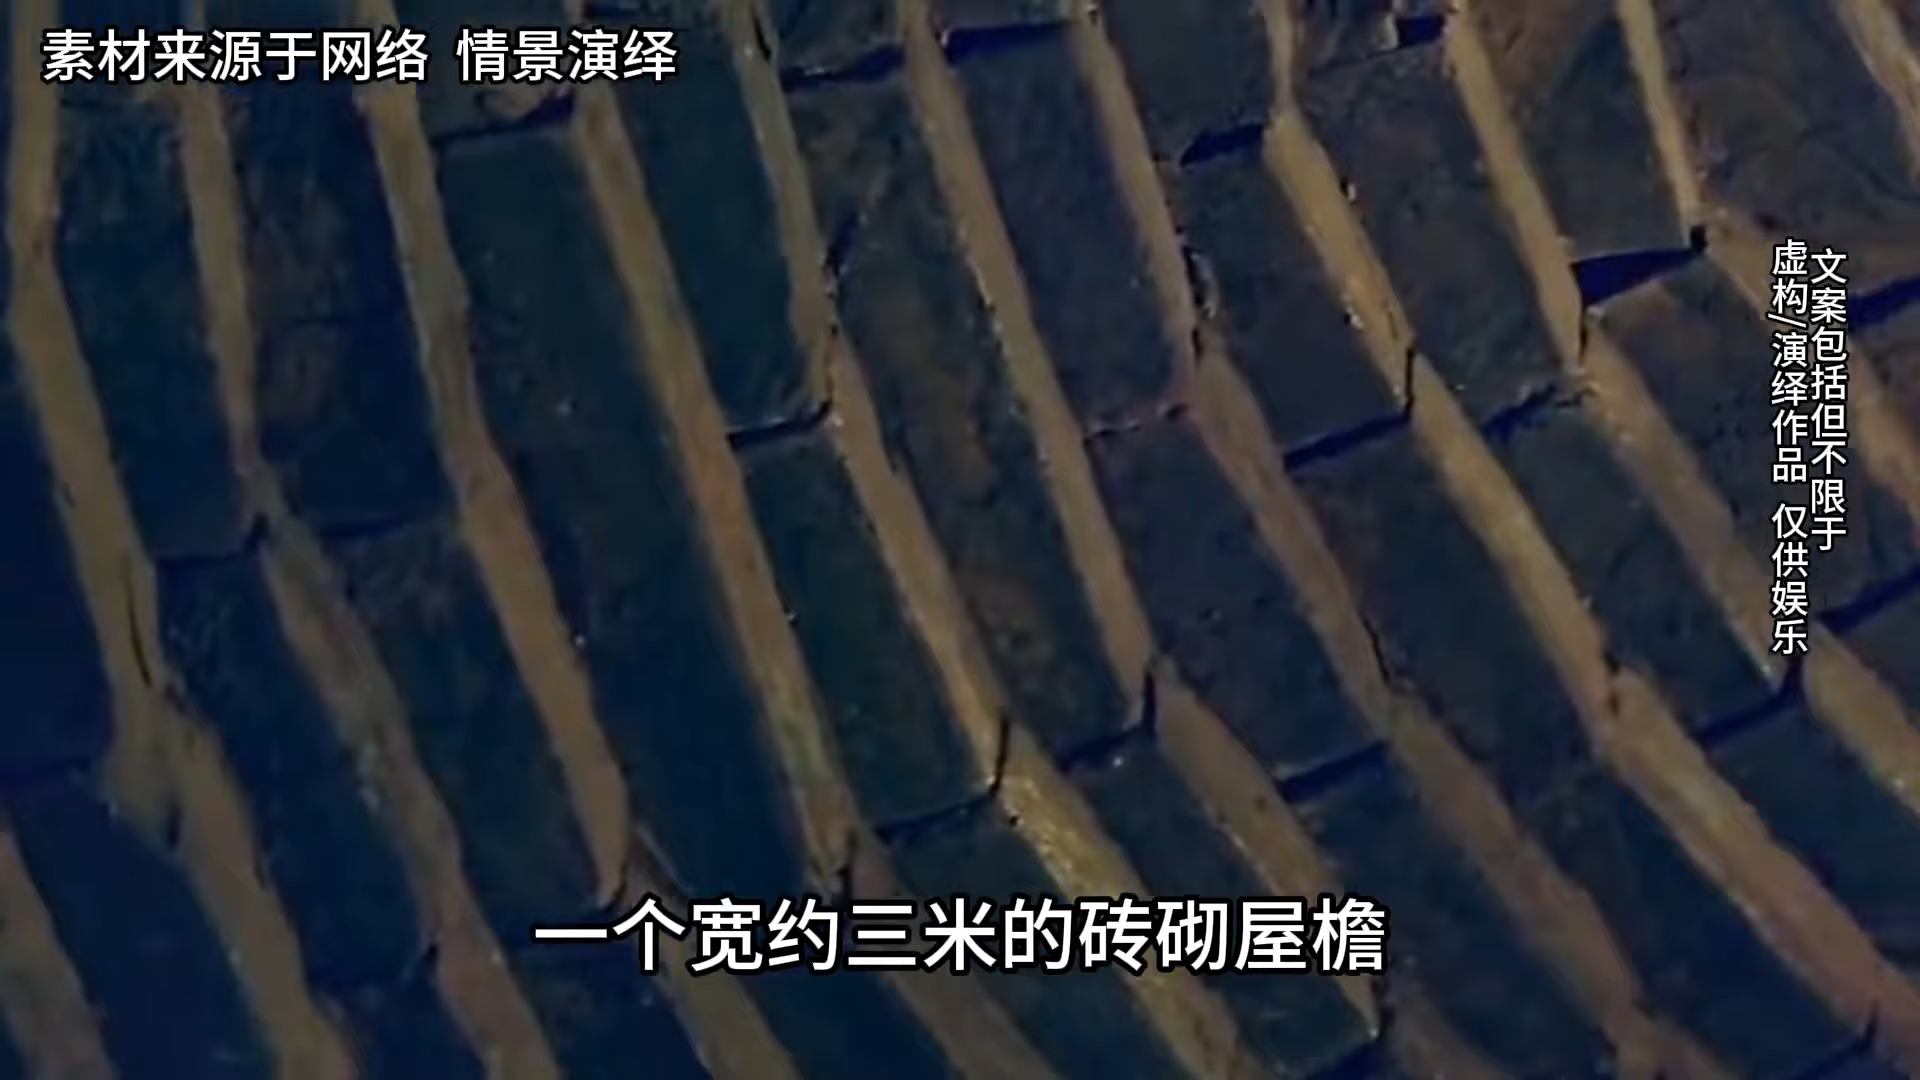 素材来源于网络 情景演绎
文案包括但不限于
虚构/演绎作品 仅供娱乐
一个宽约三米的砖砌屋檐